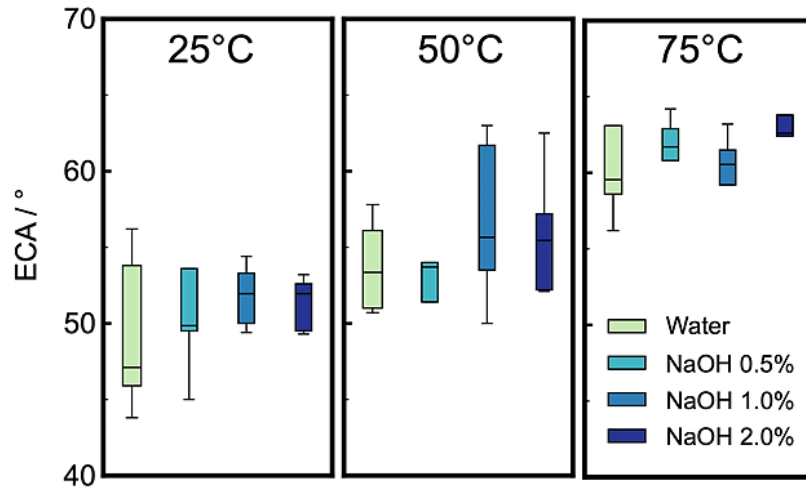 70
60
50
40
ECA / °
25°C
50°C
75°C
Water
NaOH 0.5%
NaOH 1.0%
NaOH 2.0%